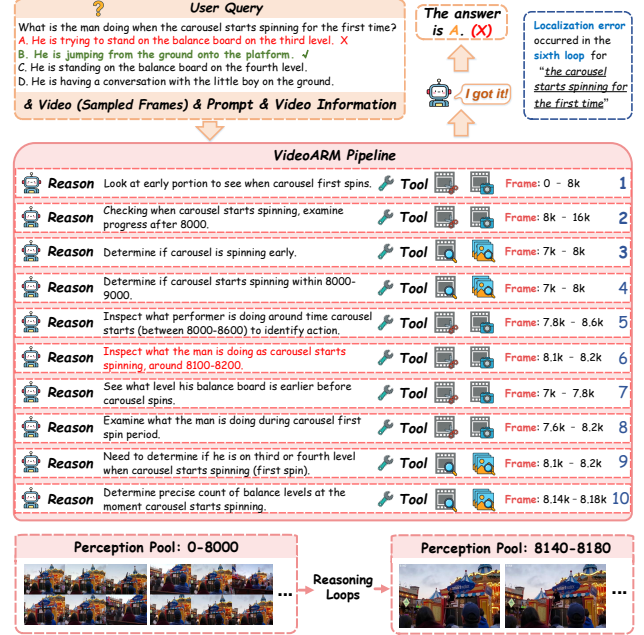 User Query
What is the man doing when the carousel starts spinning for the first time?
A. He is trying to stand on the balance board on the third level. X
B. He is jumping from the ground onto the platform. √
C. He is standing on the balance board on the fourth level.
D. He is having a conversation with the little boy on the ground.
& Video (Sampled Frames) & Prompt & Video Information
The answer
is A. (X)
I got it!
Localization error
occurred in the
sixth loop for
“the carousel
starts spinning for
the first time”
VideoARM Pipeline
Reason Look at early portion to see when carousel first spins. Tool Frame: 0 - 8k 1
Reason Checking when carousel starts spinning, examine
progress after 8000. Tool Frame: 8k - 16k 2
Reason Determine if carousel is spinning early. Tool Frame: 7k - 8k 3
Reason Determine if carousel starts spinning within 8000-
9000. Tool Frame: 7k - 8k 4
Reason Inspect what performer is doing around time carousel
starts (between 8000-8600) to identify action. Tool Frame: 7.8k - 8.6k 5
Reason Inspect what the man is doing as carousel starts
spinning, around 8100-8200. Tool Frame: 8.1k - 8.2k 6
Reason See what level his balance board is earlier before
carousel spins. Tool Frame: 7k - 7.8k 7
Reason Examine what the man is doing during carousel first
spin period. Tool Frame: 7.6k - 8.2k 8
Reason Need to determine if he is on third or fourth level
when carousel starts spinning (first spin). Tool Frame: 8.1k - 8.2k 9
Reason Determine precise count of balance levels at the
moment carousel starts spinning. Tool Frame: 8.14k - 8.18k 10
Perception Pool: 0-8000
...
Reasoning
Loops
Perception Pool: 8140-8180
...